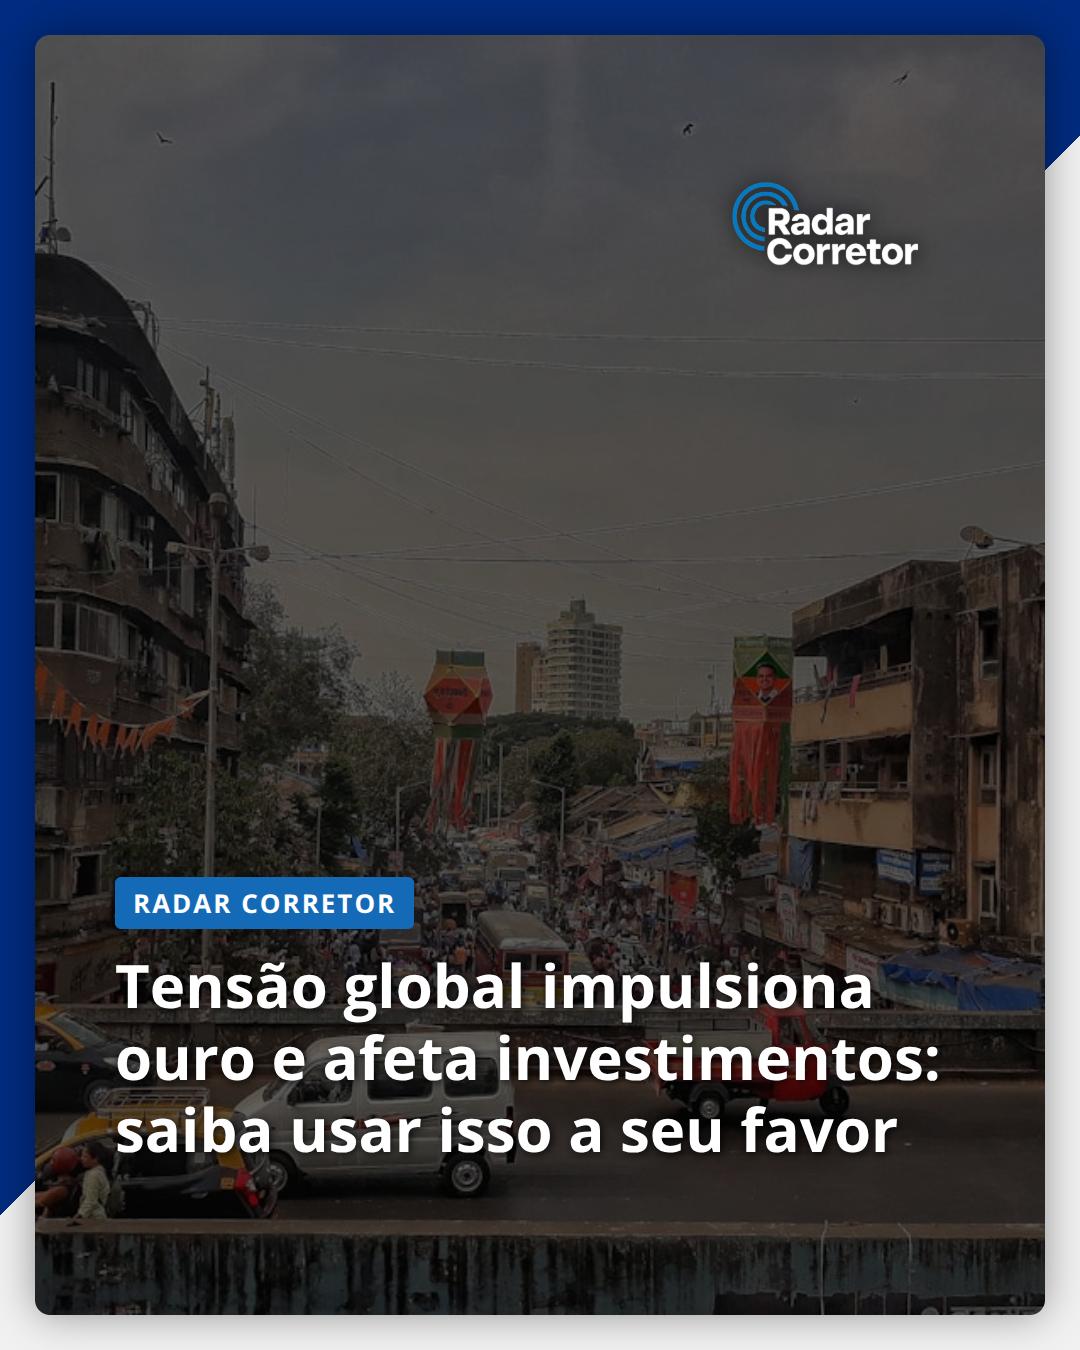 Radar
Corretor
RADAR CORRETOR
Tensão global impulsiona
ouro e afeta investimentos:
saiba usar isso a seu favor